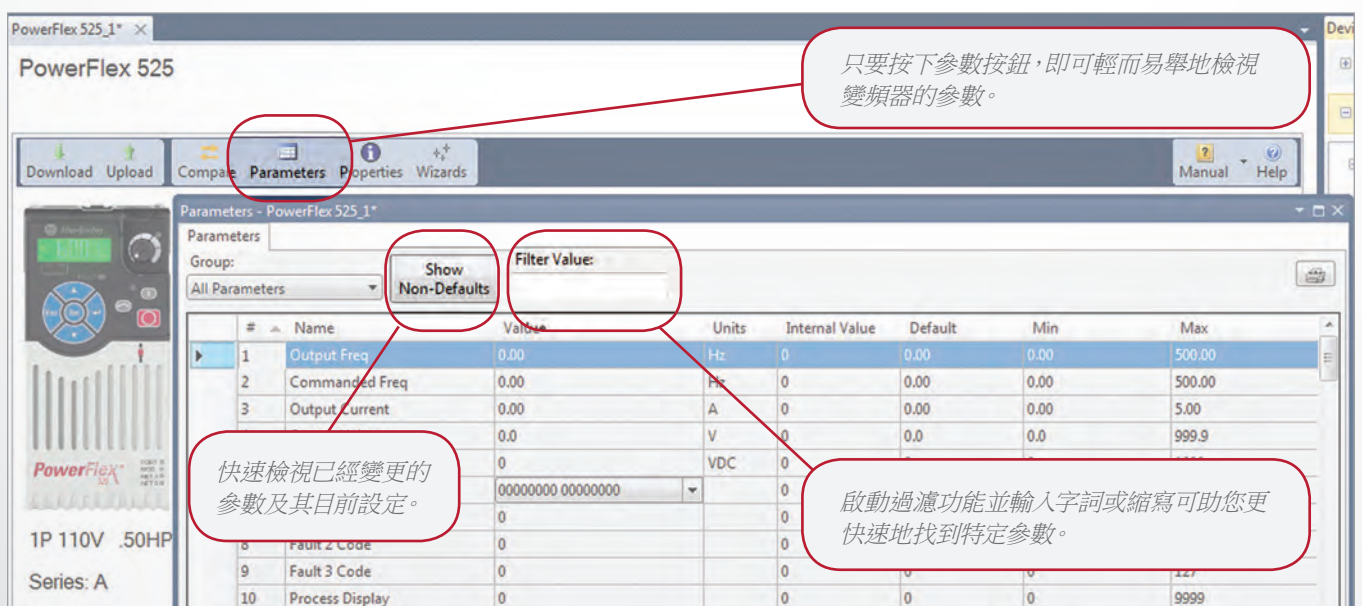 PowerFlex 525_1*
Devi
PowerFlex 525
只要按下參數按鈕，即可輕而易舉地檢視
變頻器的參數。
Download Upload Compare Parameters Properties Wizards Manual Help
Parameters - PowerFlex 525_1*
Parameters
Group:
All Parameters
Show
Non-Defaults
Filter Value:
# Name Value Units Internal Value Default Min Max
1 Output Freq 0.00 Hz 0 0.00 0.00 500.00
2 Commanded Freq 0.00 Hz 0 0.00 0.00 500.00
3 Output Current 0.00 A 0 0.00 0.00 5.00
0.0 V 0 0.0 0.0 999.9
0 VDC 0
00000000 00000000 0
0 0
8 Fault 2 Code 0 0
9 Fault 3 Code 0 0 0 0 127
10 Process Display 0 0 0 0 9999
快速檢視已經變更的
參數及其目前設定。
啟動過濾功能並輸入字詞或縮寫可助您更
快速地找到特定參數。
Allen-Bradley
PowerFlex
1P 110V .50HP
Series: A